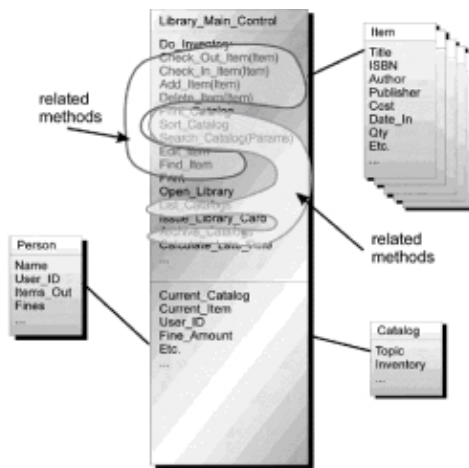 Library_Main_Control
Do_Inventory
Check_Out_Item(Item)
Check_In_Item(Item)
Add_Item(Item)
Delete_Item(Item)
Print_Catalog
Sort_Catalog
Search_Catalog(Params)
Edit_Item
Find_Item
Print
Open_Library
List_Catalogs
Issue_Library_Card
Archive_Catalogs
Calculate_Late_Fine
...
Current_Catalog
Current_Item
User_ID
Fine_Amount
Etc.
...
related
methods
Item
Title
ISBN
Author
Publisher
Cost
Date_In
Qty
Etc.
...
related
methods
Person
Name
User_ID
Items_Out
Fines
...
Catalog
Topic
Inventory
...